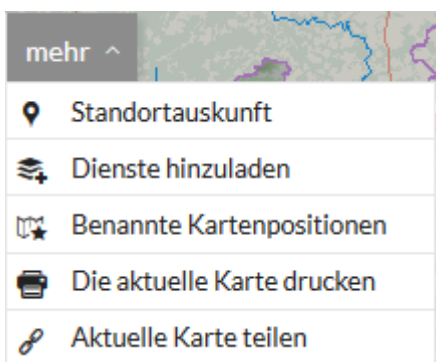 mehr
Standortauskunft
Dienste hinzuladen
Benannte Kartenpositionen
Die aktuelle Karte drucken
Aktuelle Karte teilen